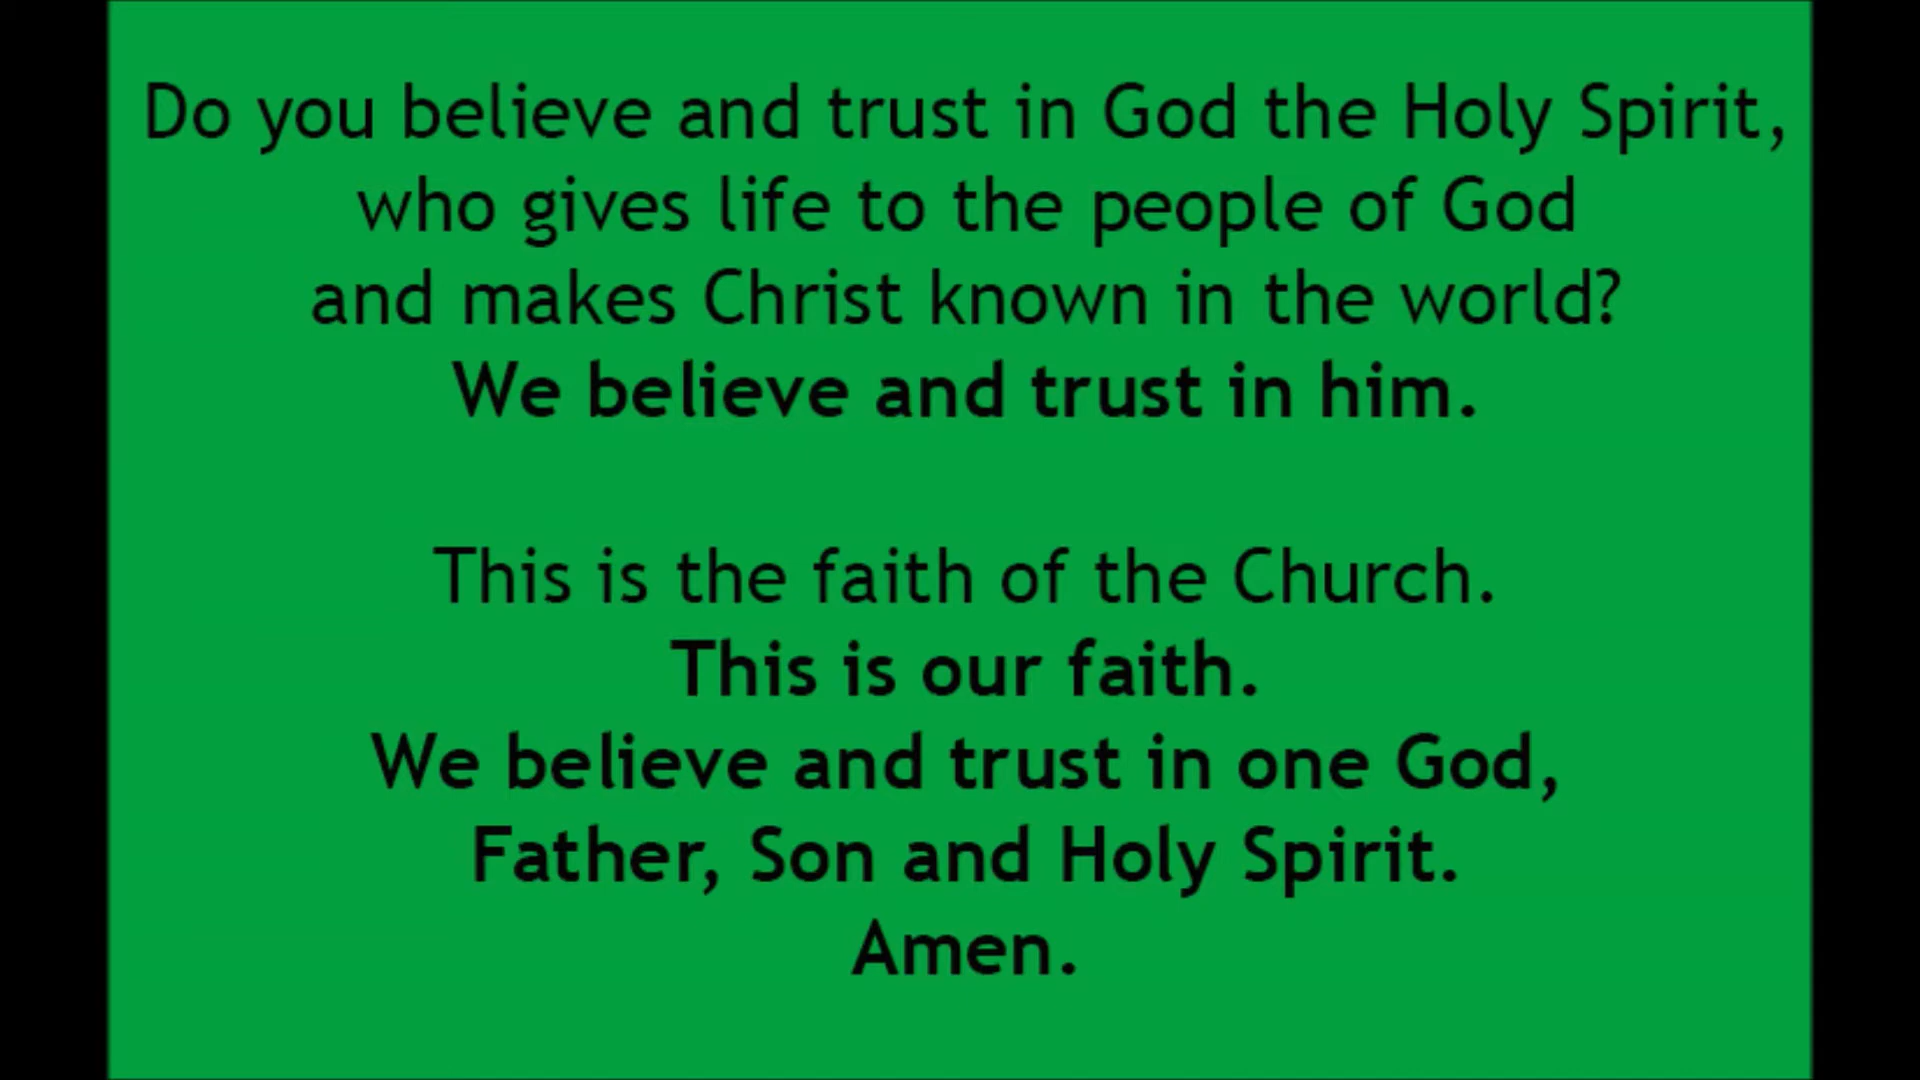 Do you believe and trust in God the Holy Spirit,
who gives life to the people of God
and makes Christ known in the world?
We believe and trust in him.
This is the faith of the Church.
This is our faith.
We believe and trust in one God,
Father, Son and Holy Spirit.
Amen.